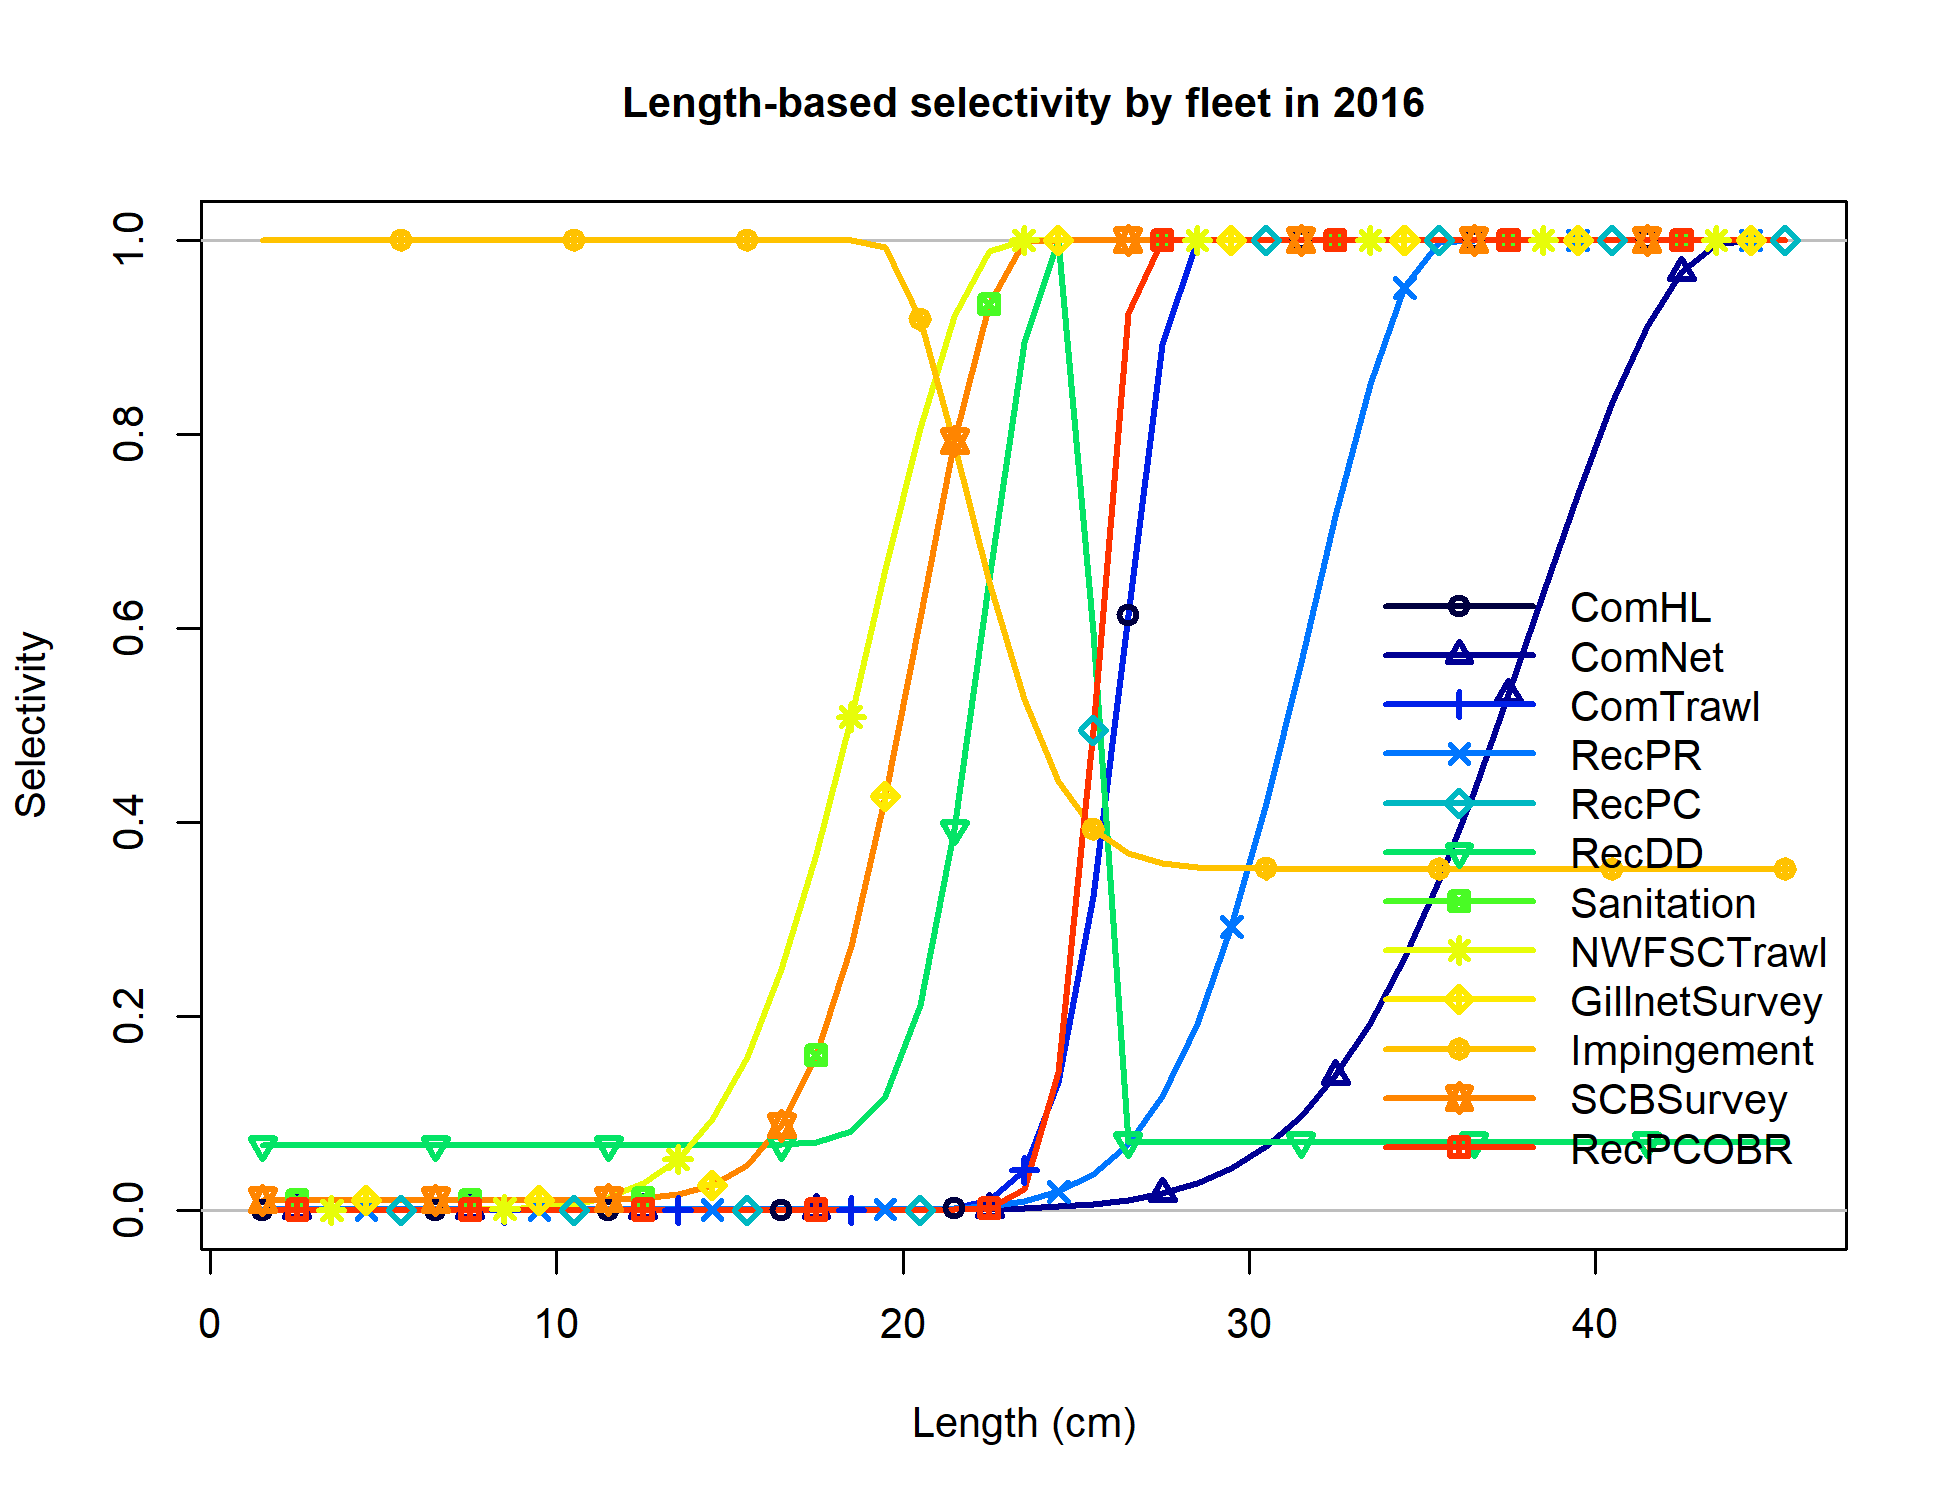 Length-based selectivity by fleet in 2016
Selectivity
1.0
0.8
0.6
0.4
0.2
0.0
ComHL
ComNet
ComTrawl
RecPR
RecPC
RecDD
Sanitation
NWFSCTrawl
GillnetSurvey
Impingement
SCBSurvey
RecPCOBR
0 10 20 30 40
Length (cm)